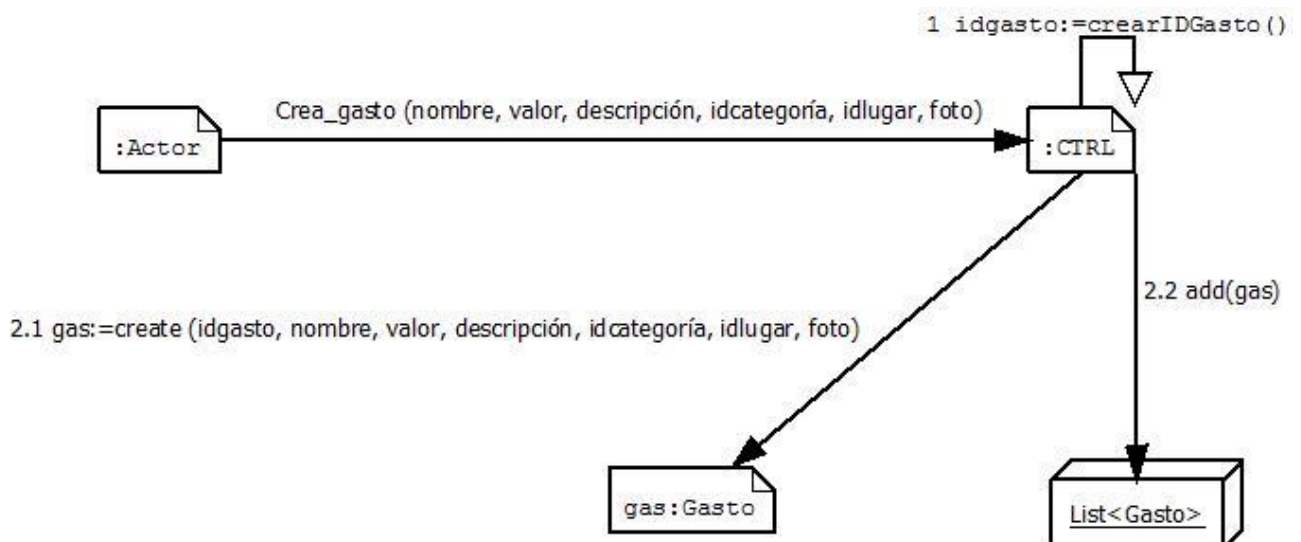 1 idgasto:=crearIDGasto()
Crea_gasto (nombre, valor, descripción, idcategoría, idlugar, foto)
:Actor
:CTRL
2.2 add(gas)
2.1 gas:=create (idgasto, nombre, valor, descripción, idcategoría, idlugar, foto)
gas:Gasto
List<Gasto>